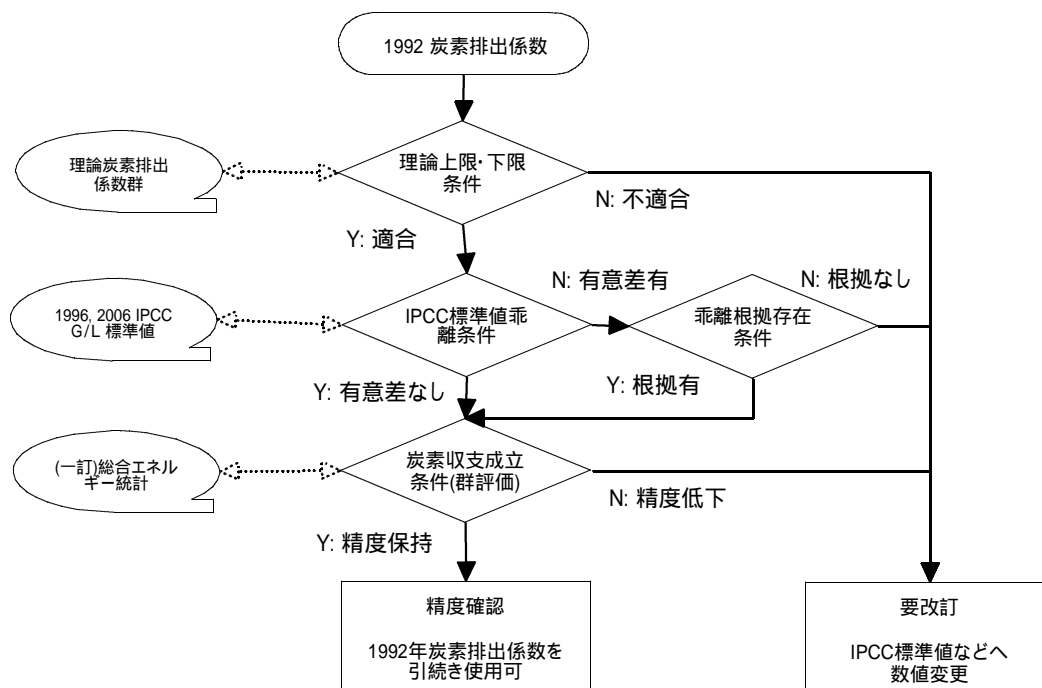 1992 炭素排出係数
理論炭素排出
係数群
理論上限・下限
条件
N: 不適合
Y: 適合
N: 有意差有
N: 根拠なし
1996, 2006 IPCC
G/L 標準値
IPCC標準値乖
離条件
乖離根拠存在
条件
Y: 有意差なし
Y: 根拠有
(一訂)総合エネル
ギー統計
炭素収支成立
条件(群評価)
N: 精度低下
Y: 精度保持
精度確認
1992年炭素排出係数を
引続き使用可
要改訂
IPCC標準値などへ
数値変更